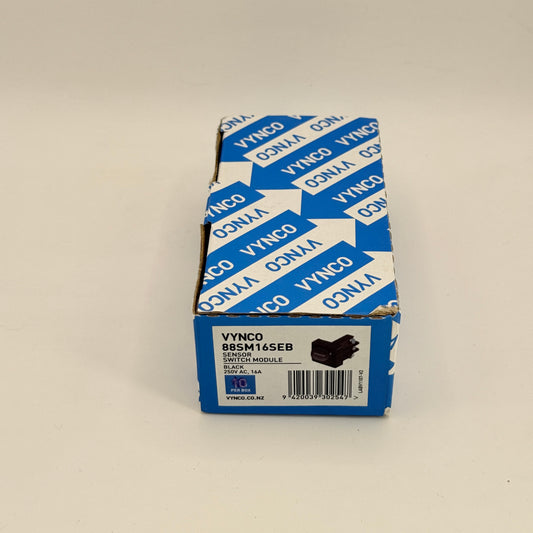 VYNCO
VYNCO
VYNCO
VYNCO
VYNCO
VYNCO
VYNCO
VYNCO
VYNCO
88SM16SEB
SENSOR
SWITCH MODULE
BLACK
250V AC, 16A
10
PER BOX
VYNCO.CO.NZ
9 420039 302547